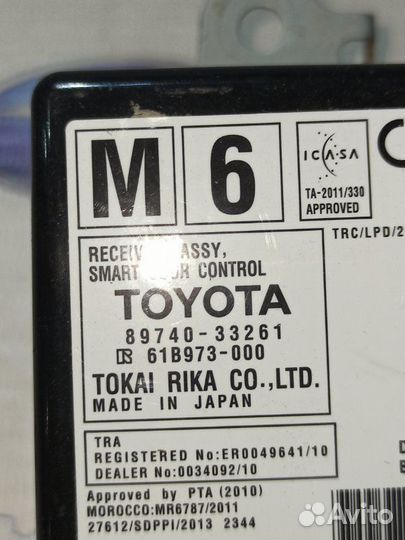 M 6
ICASA
TA-2011/330
APPROVED
TRC/LPD/2
RECEIVER ASSY,
SMART DOOR CONTROL
TOYOTA
89740-33261
61B973-000
TOKAI RIKA CO.,LTD.
MADE IN JAPAN
TRA
REGISTERED No:ER0049641/10
DEALER No:0034092/10
Approved by PTA (2010)
MOROCCO:MR6787/2011
27612/SDPPI/2013 2344
Avito